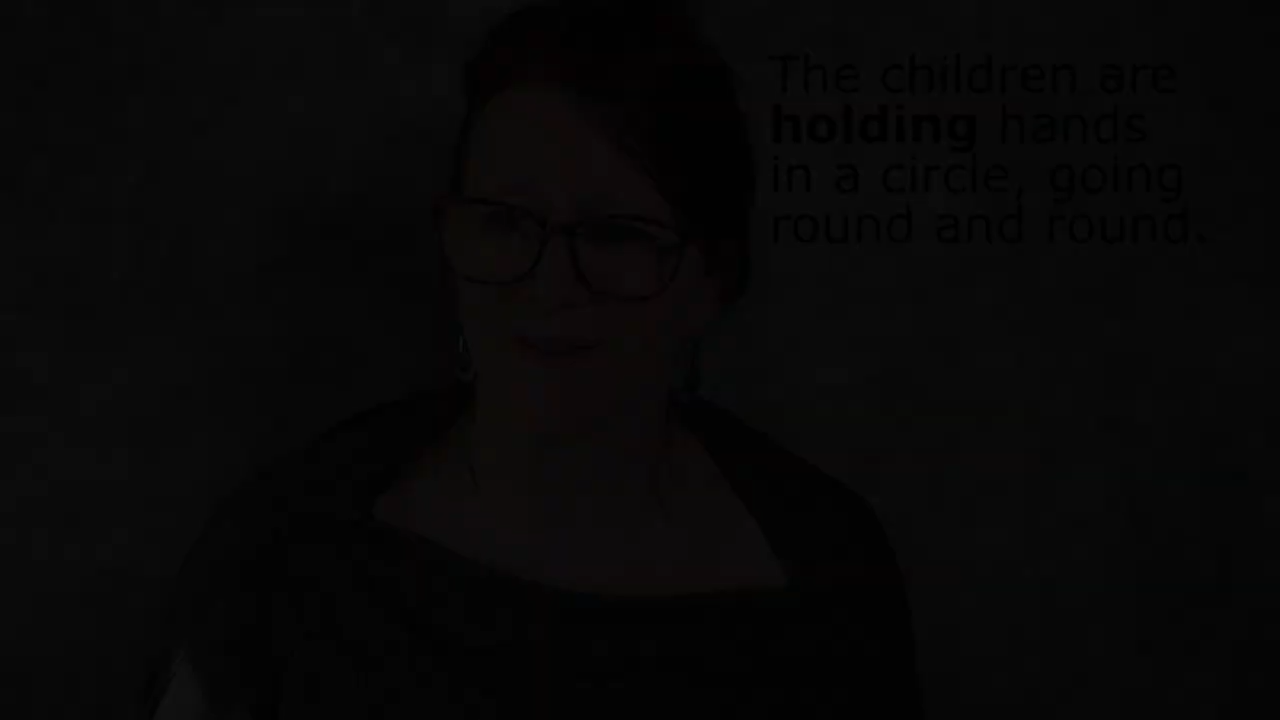 The children are
holding hands
in a circle, going
round and round.